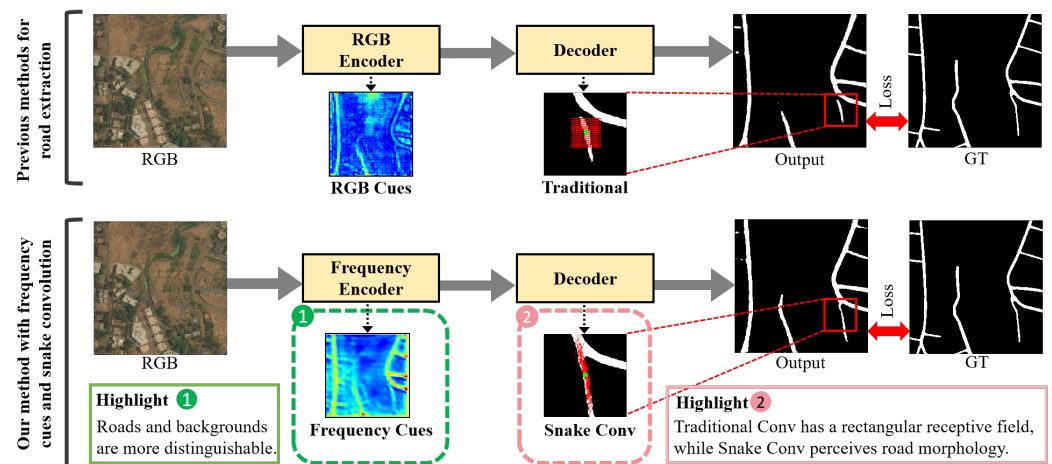 Previous methods for
road extraction
RGB
RGB
Encoder
RGB Cues
Decoder
Traditional
Output
Loss
GT
Our method with frequency
cues and snake convolution
RGB
Frequency
Encoder
1
Frequency Cues
Decoder
2
Snake Conv
Output
Loss
GT
Highlight 1
Roads and backgrounds
are more distinguishable.
Highlight 2
Traditional Conv has a rectangular receptive field,
while Snake Conv perceives road morphology.